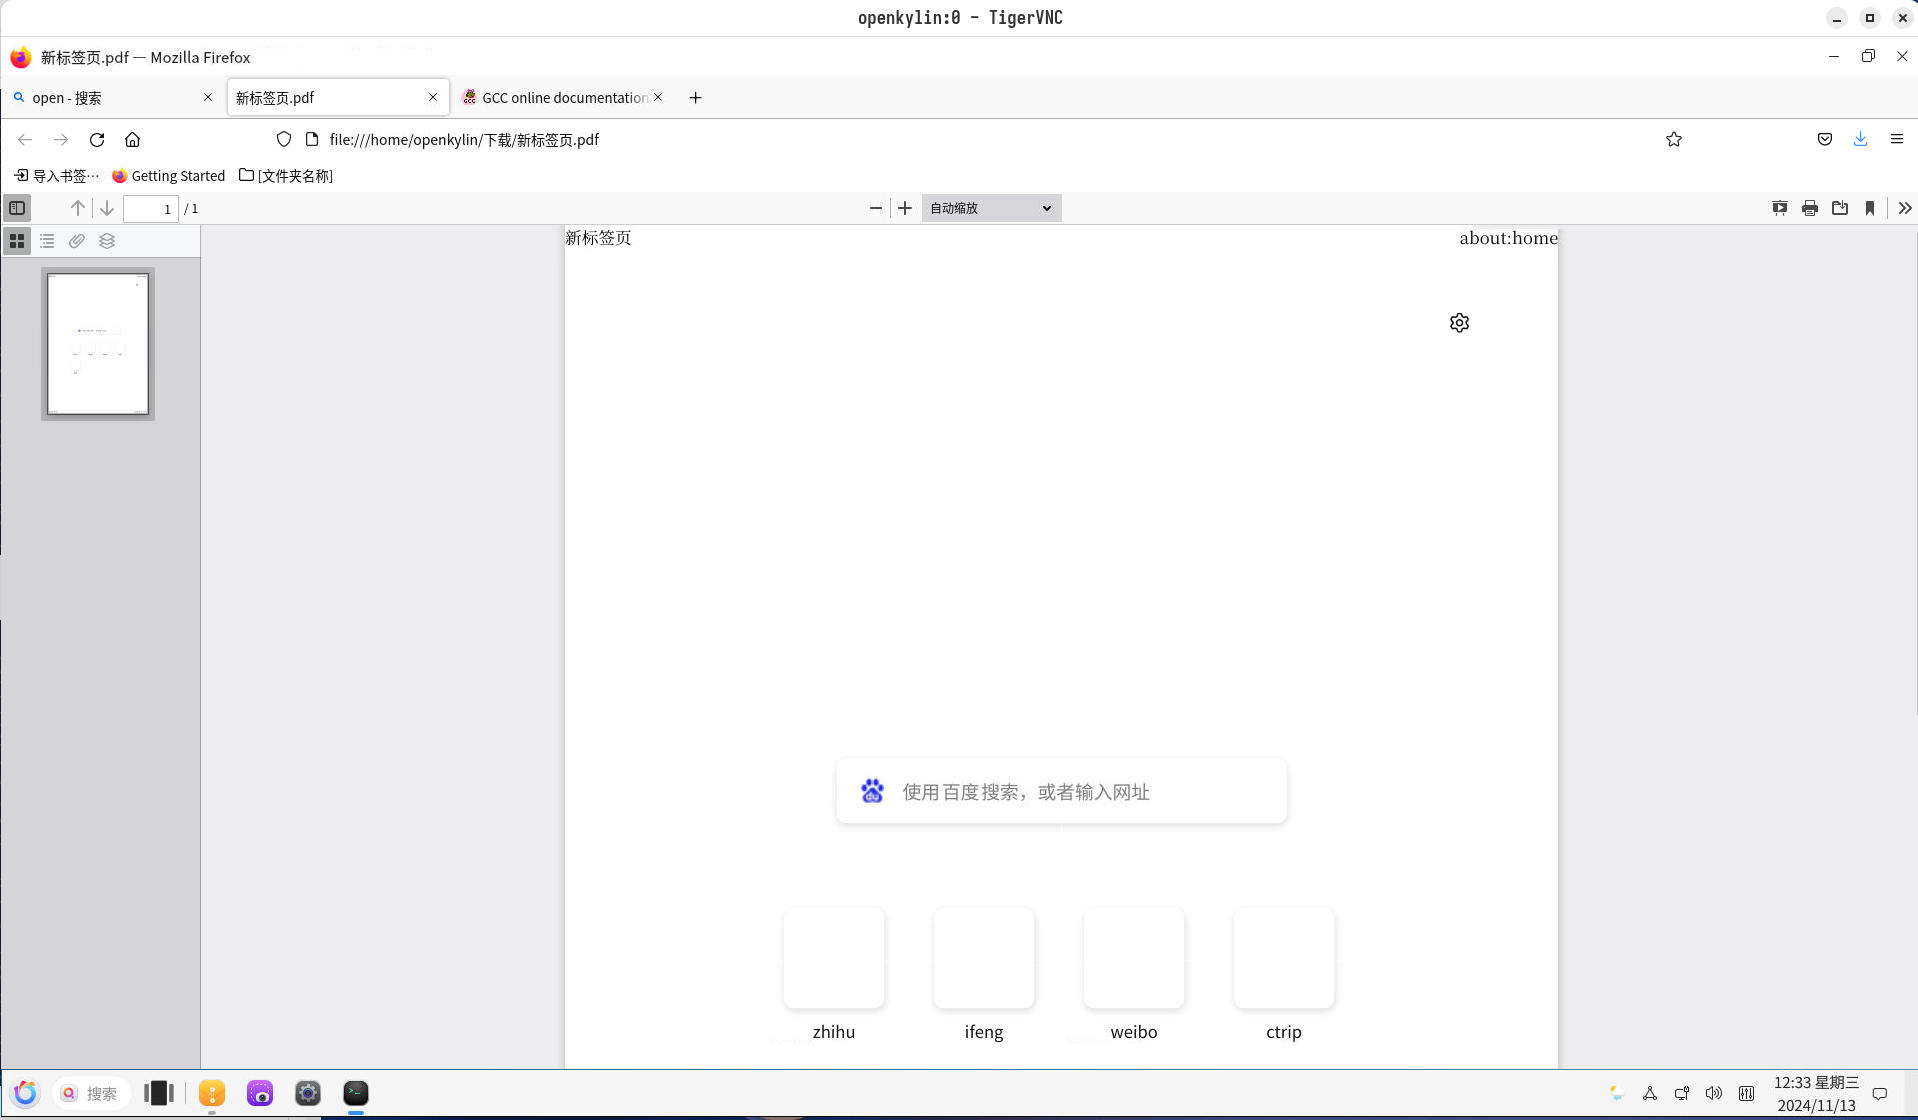 openkylin:0 - TigerVNC
新标签页.pdf — Mozilla Firefox
open - 搜索
新标签页.pdf
GCC online documentation
file:///home/openkylin/下载/新标签页.pdf
导入书签…
Getting Started
[文件夹名称]
1 / 1
自动缩放
新标签页
about:home
使用百度搜索，或者输入网址
zhihu
ifeng
weibo
ctrip
搜索
12:33 星期三
2024/11/13